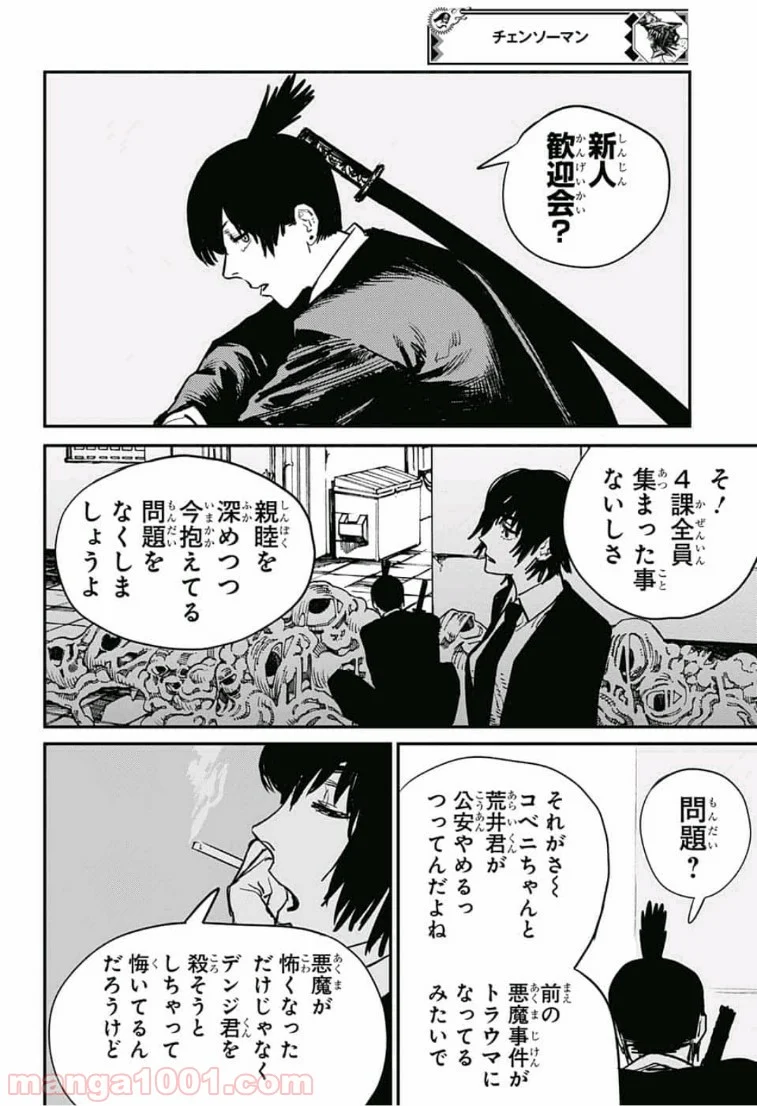 チェンソーマン
新人
歓迎会？
そ！
４課全員
集まった事
ないしさ
親睦を
深めつつ
今抱えてる
問題を
なくしま
しょうよ
問題？
それがさ〜
コベニちゃんと
荒井君が
公安やめるっ
つってんだよね
前の
悪魔事件が
トラウマに
なってる
みたいで
悪魔が
怖くなった
だけじゃなく
デンジ君を
殺そうと
しちゃって
悔いてるん
だろうけど
manga1001.com